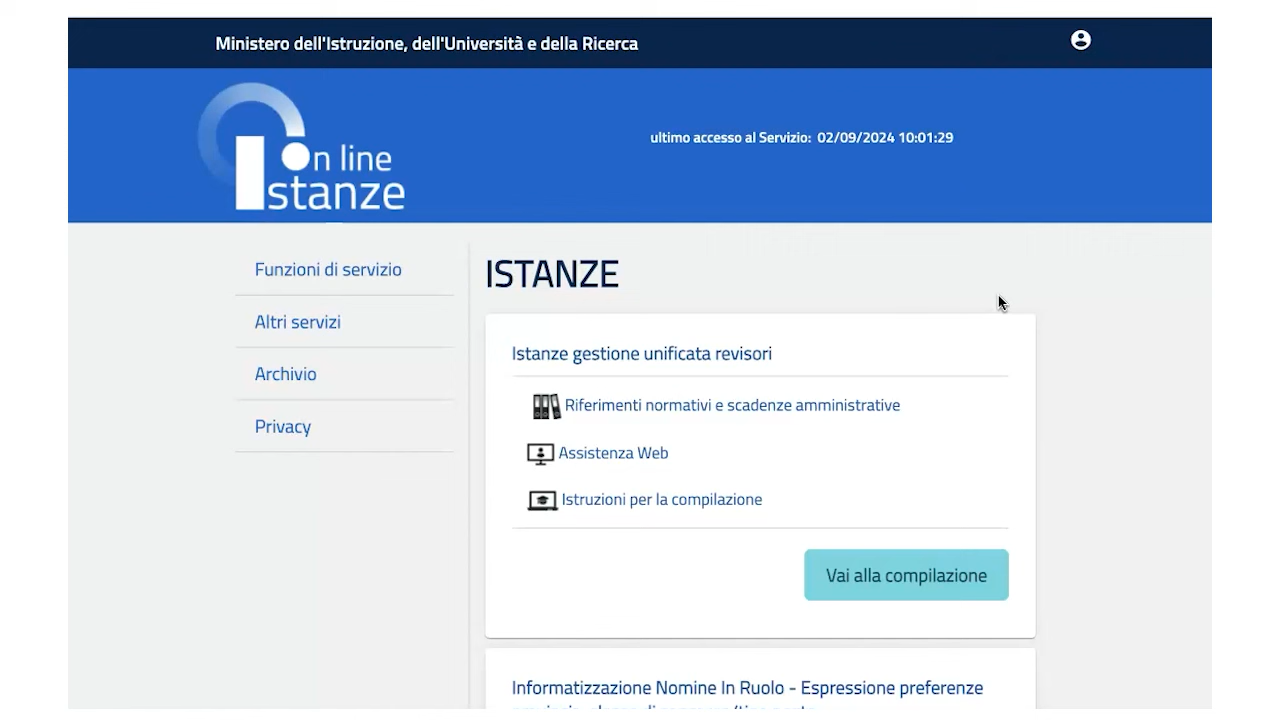 Ministero dell'Istruzione, dell'Università e della Ricerca
On line
Istanze
ultimo accesso al Servizio: 02/09/2024 10:01:29
Funzioni di servizio
Altri servizi
Archivio
Privacy
ISTANZE
Istanze gestione unificata revisori
Riferimenti normativi e scadenze amministrative
Assistenza Web
Istruzioni per la compilazione
Vai alla compilazione
Informatizzazione Nomine In Ruolo - Espressione preferenze